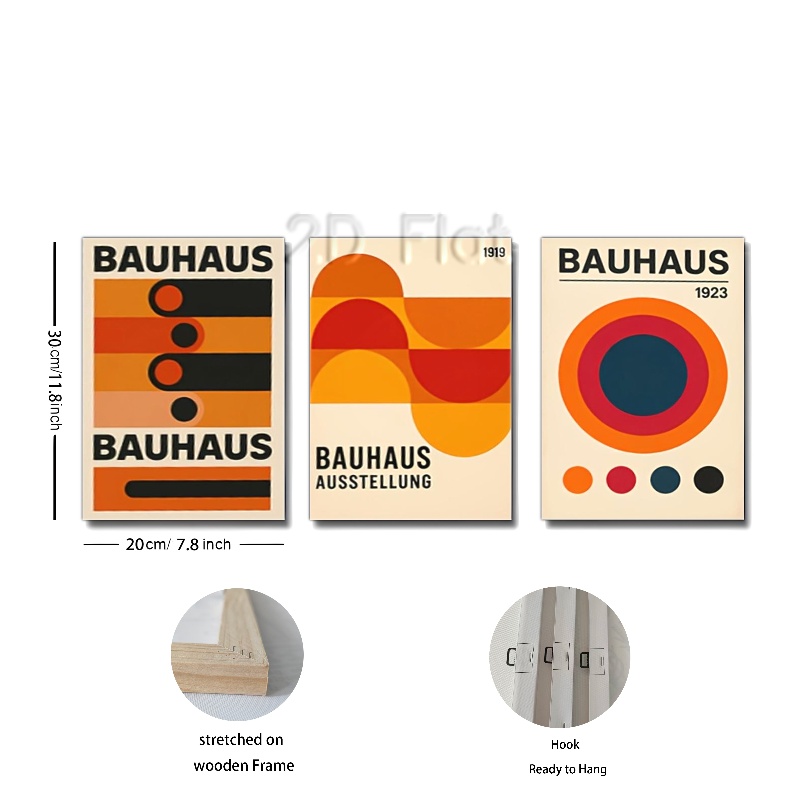 2D Flat
BAUHAUS
BAUHAUS
1919
BAUHAUS
AUSSTELLUNG
BAUHAUS
1923
30cm/11.8inch
20cm/ 7.8 inch
stretched on
wooden Frame
Hook
Ready to Hang